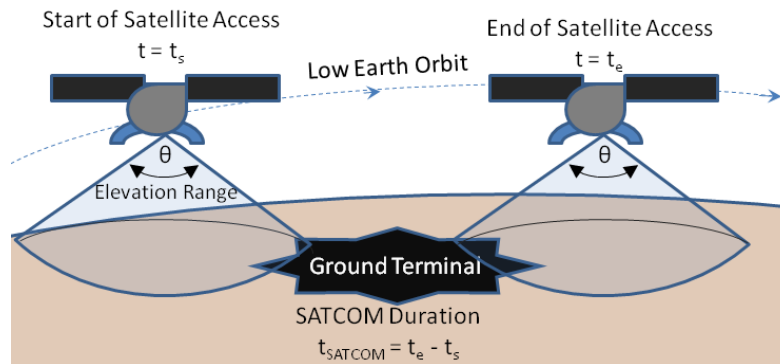 Start of Satellite Access
t = tₛ
End of Satellite Access
t = tₑ
Low Earth Orbit
θ
θ
Elevation Range
Ground Terminal
SATCOM Duration
t_SATCOM = tₑ - tₛ